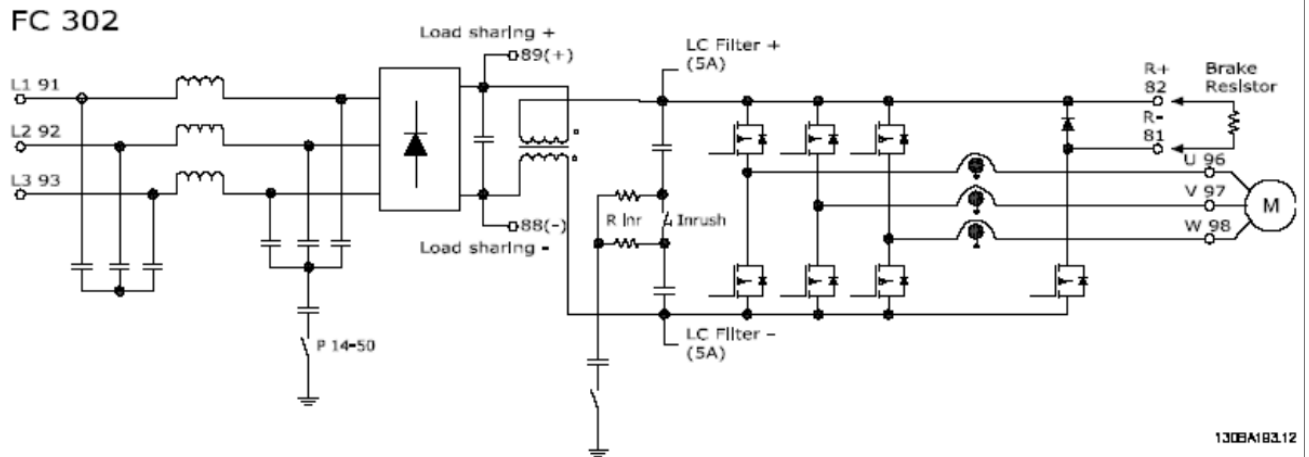 FC 302
Load sharing +
89(+)
LC Filter +
(5A)
L1 91
R+
82
Brake
Resistor
L2 92
R-
81
L3 93
U 96
V 97
M
W 98
R inr
Inrush
88(-)
Load sharing -
LC Filter -
(5A)
P 14-50
130BA193.12